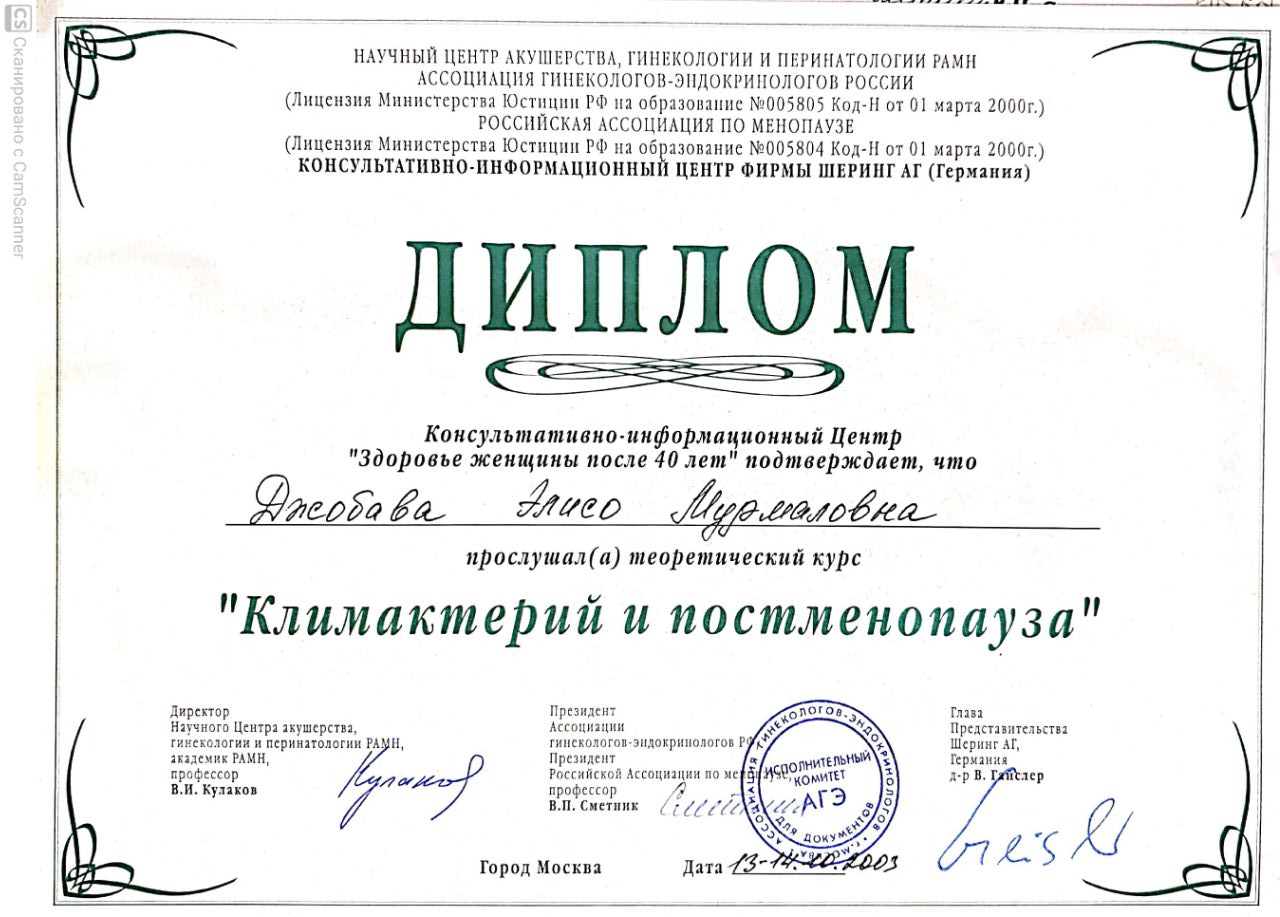 CS Сканировано с CamScanner
НАУЧНЫЙ ЦЕНТР АКУШЕРСТВА, ГИНЕКОЛОГИИ И ПЕРИНАТОЛОГИИ РАМН
АССОЦИАЦИЯ ГИНЕКОЛОГОВ-ЭНДОКРИНОЛОГОВ РОССИИ
(Лицензия Министерства Юстиции РФ на образование №005805 Код-Н от 01 марта 2000г.)
РОССИЙСКАЯ АССОЦИАЦИЯ ПО МЕНОПАУЗЕ
(Лицензия Министерства Юстиции РФ на образование №005804 Код-Н от 01 марта 2000г.)
КОНСУЛЬТАТИВНО-ИНФОРМАЦИОННЫЙ ЦЕНТР ФИРМЫ ШЕРИНГ АГ (Германия)
ДИПЛОМ
Консультативно-информационный Центр
"Здоровье женщины после 40 лет" подтверждает, что
Джобава Элисо Мурмаловна
прослушал(а) теоретический курс
"Климактерий и постменопауза"
Директор
Научного Центра акушерства,
гинекологии и перинатологии РАМН,
академик РАМН,
профессор
В.И. Кулаков
Кулаков
Президент
Ассоциации
гинекологов-эндокринологов РФ
Президент
Российской Ассоциации по менопаузе,
профессор
В.П. Сметник
АССОЦИАЦИЯ ГИНЕКОЛОГОВ-ЭНДОКРИНОЛОГОВ
ИСПОЛНИТЕЛЬНЫЙ
КОМИТЕТ
АГЭ
ДЛЯ ДОКУМЕНТОВ
Г. МОСКВА
Глава
Представительства
Шеринг АГ,
Германия
д-р В. Гайслер
Город Москва
Дата 13-14.10.2003